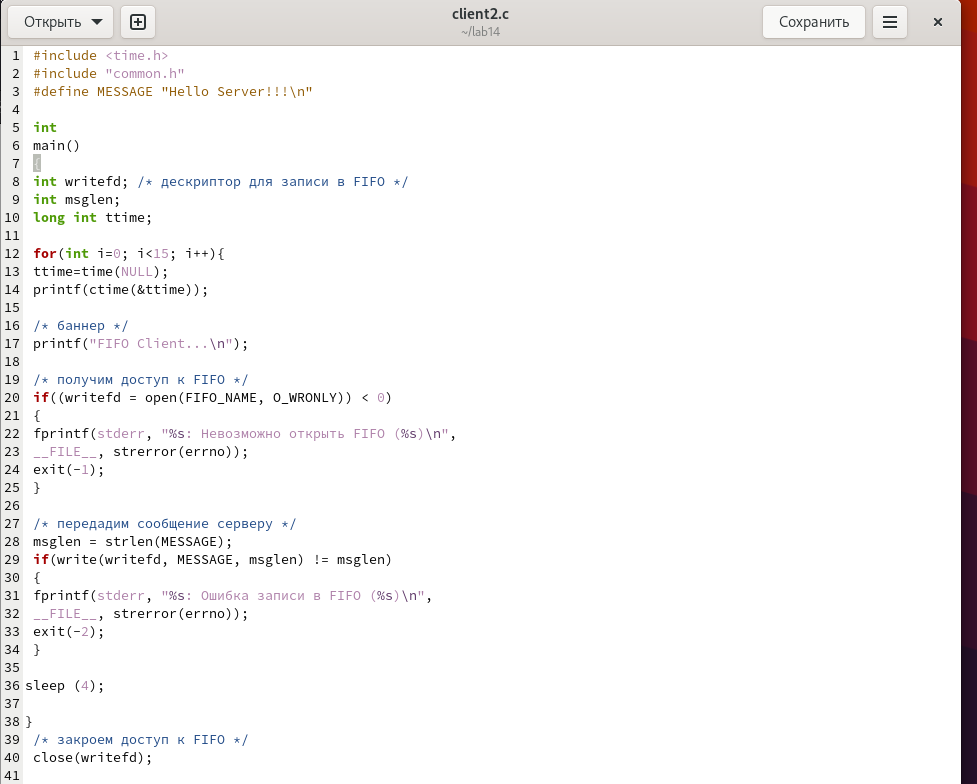 Открыть
client2.c
~/lab14
Сохранить
1 #include <time.h>
2 #include "common.h"
3 #define MESSAGE "Hello Server!!!\n"
4
5 int
6 main()
7 {
8 int writefd; /* дескриптор для записи в FIFO */
9 int msglen;
10 long int ttime;
11
12 for(int i=0; i<15; i++){
13 ttime=time(NULL);
14 printf(ctime(&ttime));
15
16 /* баннер */
17 printf("FIFO Client...\n");
18
19 /* получим доступ к FIFO */
20 if((writefd = open(FIFO_NAME, O_WRONLY)) < 0)
21 {
22 fprintf(stderr, "%s: Невозможно открыть FIFO (%s)\n",
23 __FILE__, strerror(errno));
24 exit(-1);
25 }
26
27 /* передадим сообщение серверу */
28 msglen = strlen(MESSAGE);
29 if(write(writefd, MESSAGE, msglen) != msglen)
30 {
31 fprintf(stderr, "%s: Ошибка записи в FIFO (%s)\n",
32 __FILE__, strerror(errno));
33 exit(-2);
34 }
35
36 sleep (4);
37
38 }
39 /* закроем доступ к FIFO */
40 close(writefd);
41